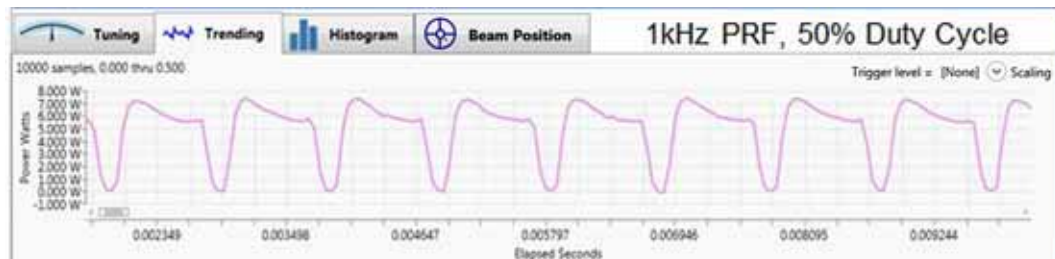 Tuning Trending Histogram Beam Position 1kHz PRF, 50% Duty Cycle
10000 samples, 0.000 thru 0.500 Trigger level = [None] Scaling
8.000 W
7.000 W
6.000 W
5.000 W
4.000 W
3.000 W
2.000 W
1.000 W
0.000 W
-1.000 W
Power Watts
0.002349 0.003498 0.004647 0.005797 0.006946 0.008095 0.009244
Elapsed Seconds